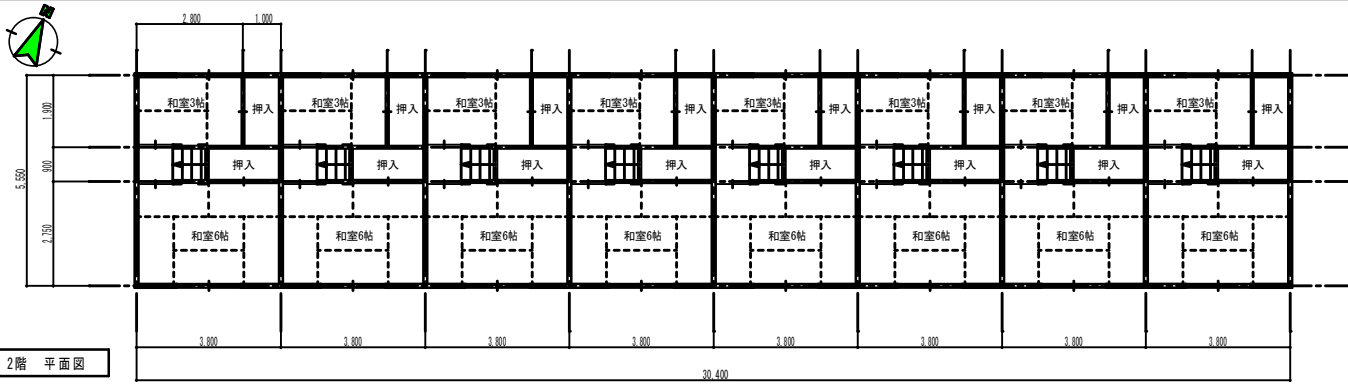 N
2,800 1,000
和室3帖 押入 和室3帖 押入 和室3帖 押入 和室3帖 押入 和室3帖 押入 和室3帖 押入 和室3帖 押入 和室3帖 押入
1,900
押入 押入 押入 押入 押入 押入 押入 押入
900
5,550
和室6帖 和室6帖 和室6帖 和室6帖 和室6帖 和室6帖 和室6帖 和室6帖
2,750
3,800 3,800 3,800 3,800 3,800 3,800 3,800 3,800
2階 平面図
30,400